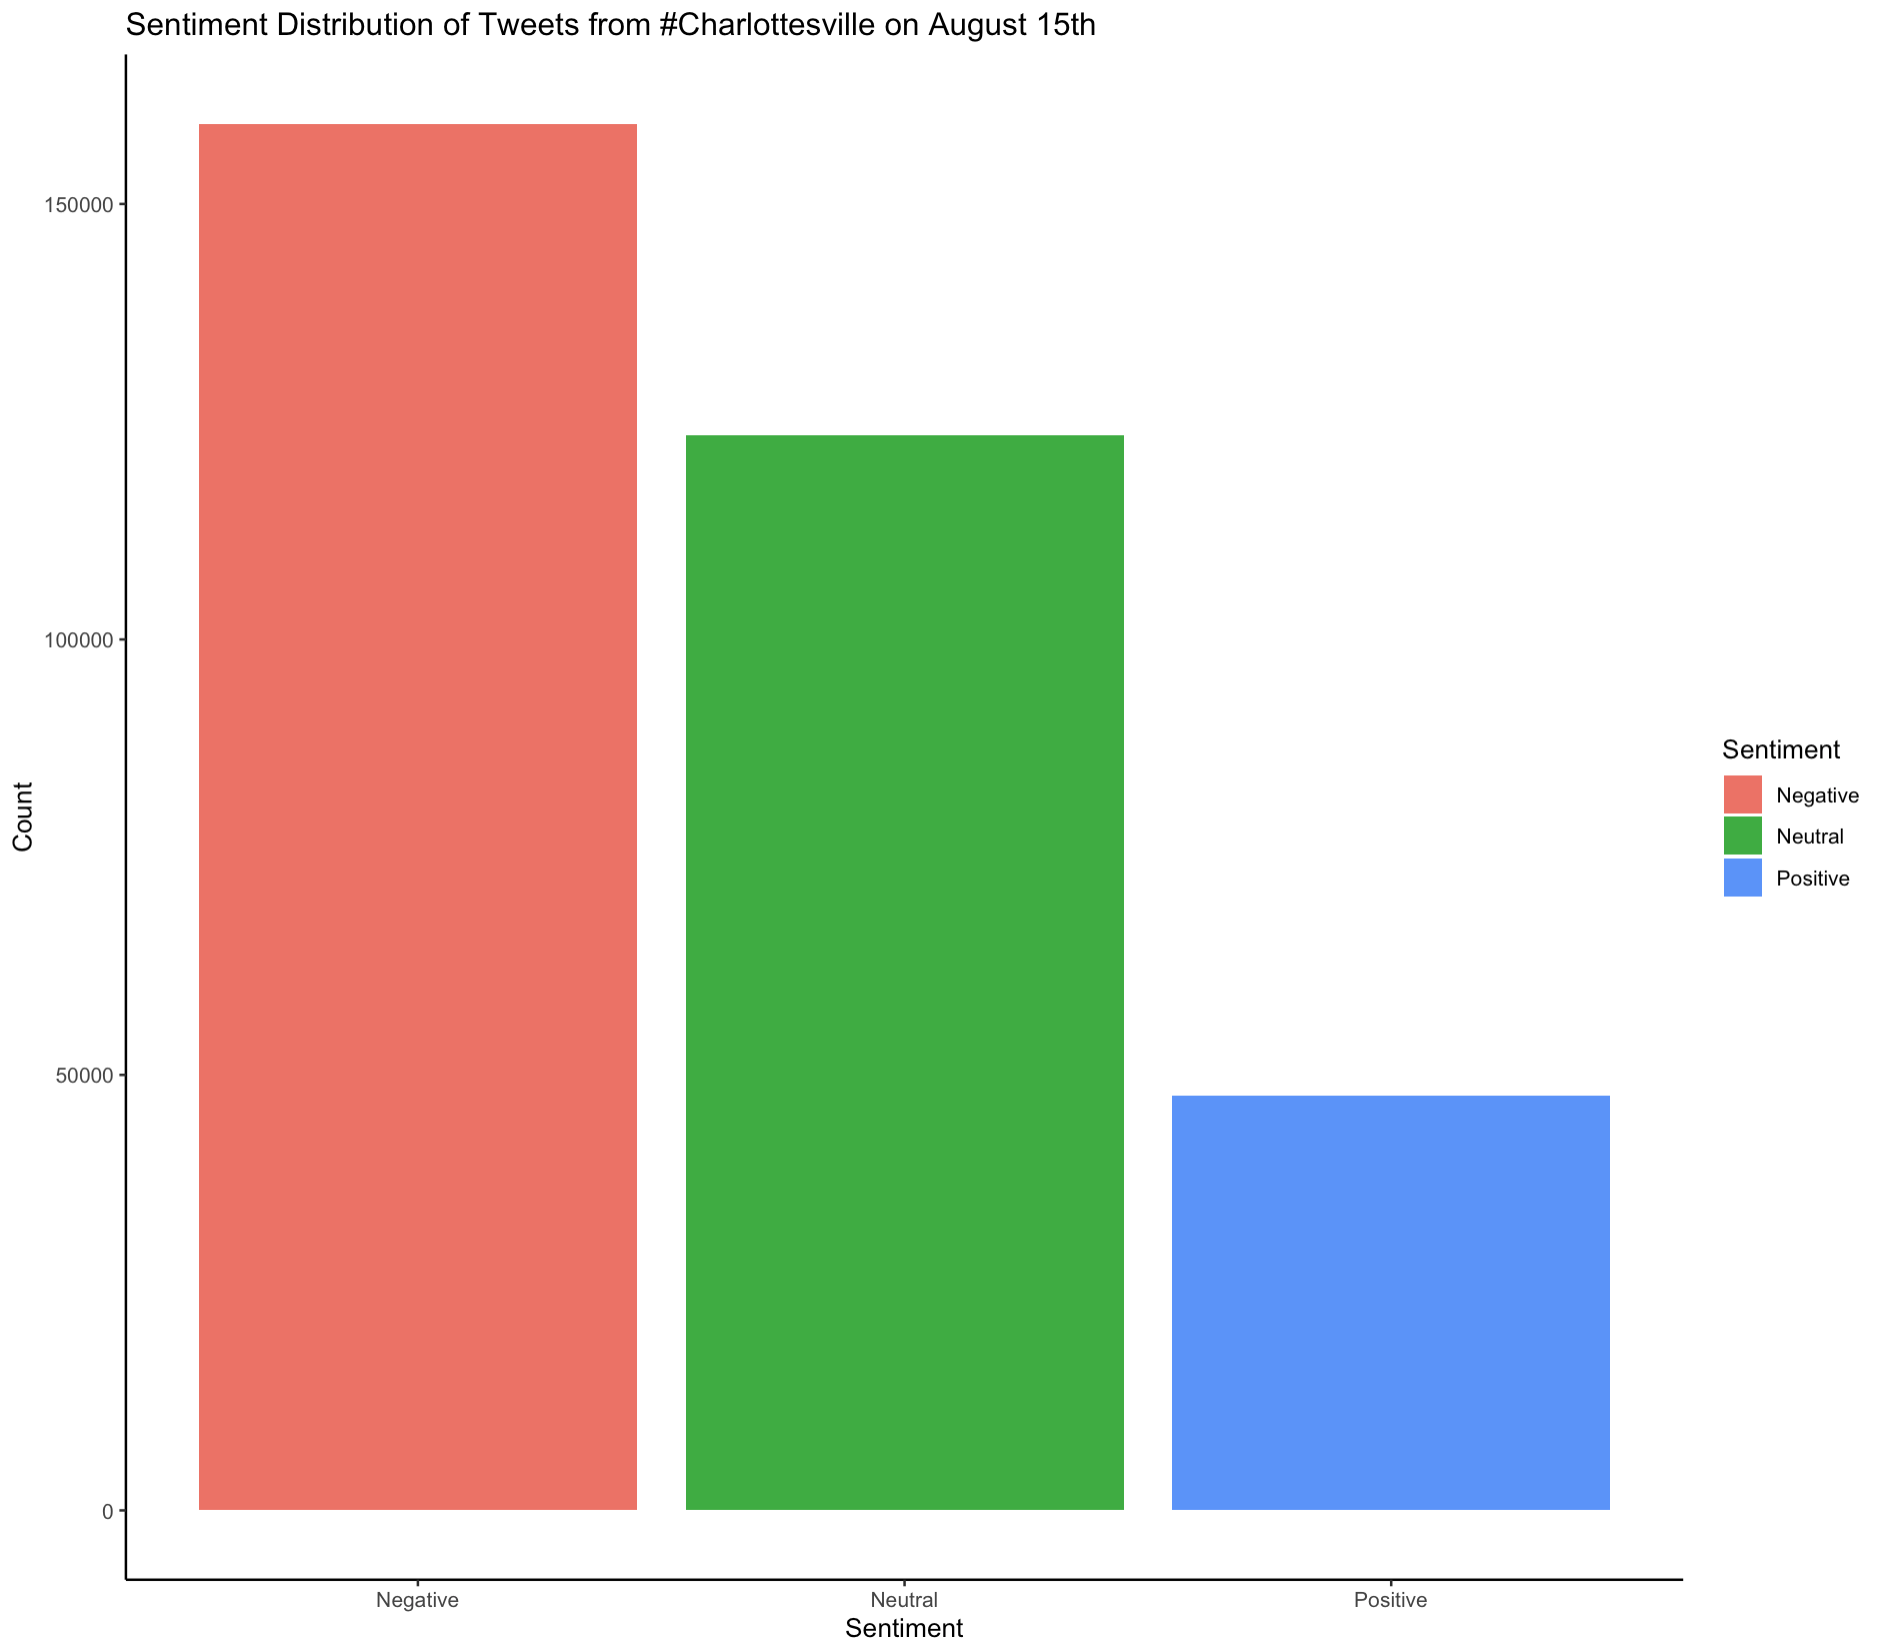 Sentiment Distribution of Tweets from #Charlottesville on August 15th
150000
100000
50000
0
Count
Negative
Neutral
Positive
Sentiment
Sentiment
Negative
Neutral
Positive